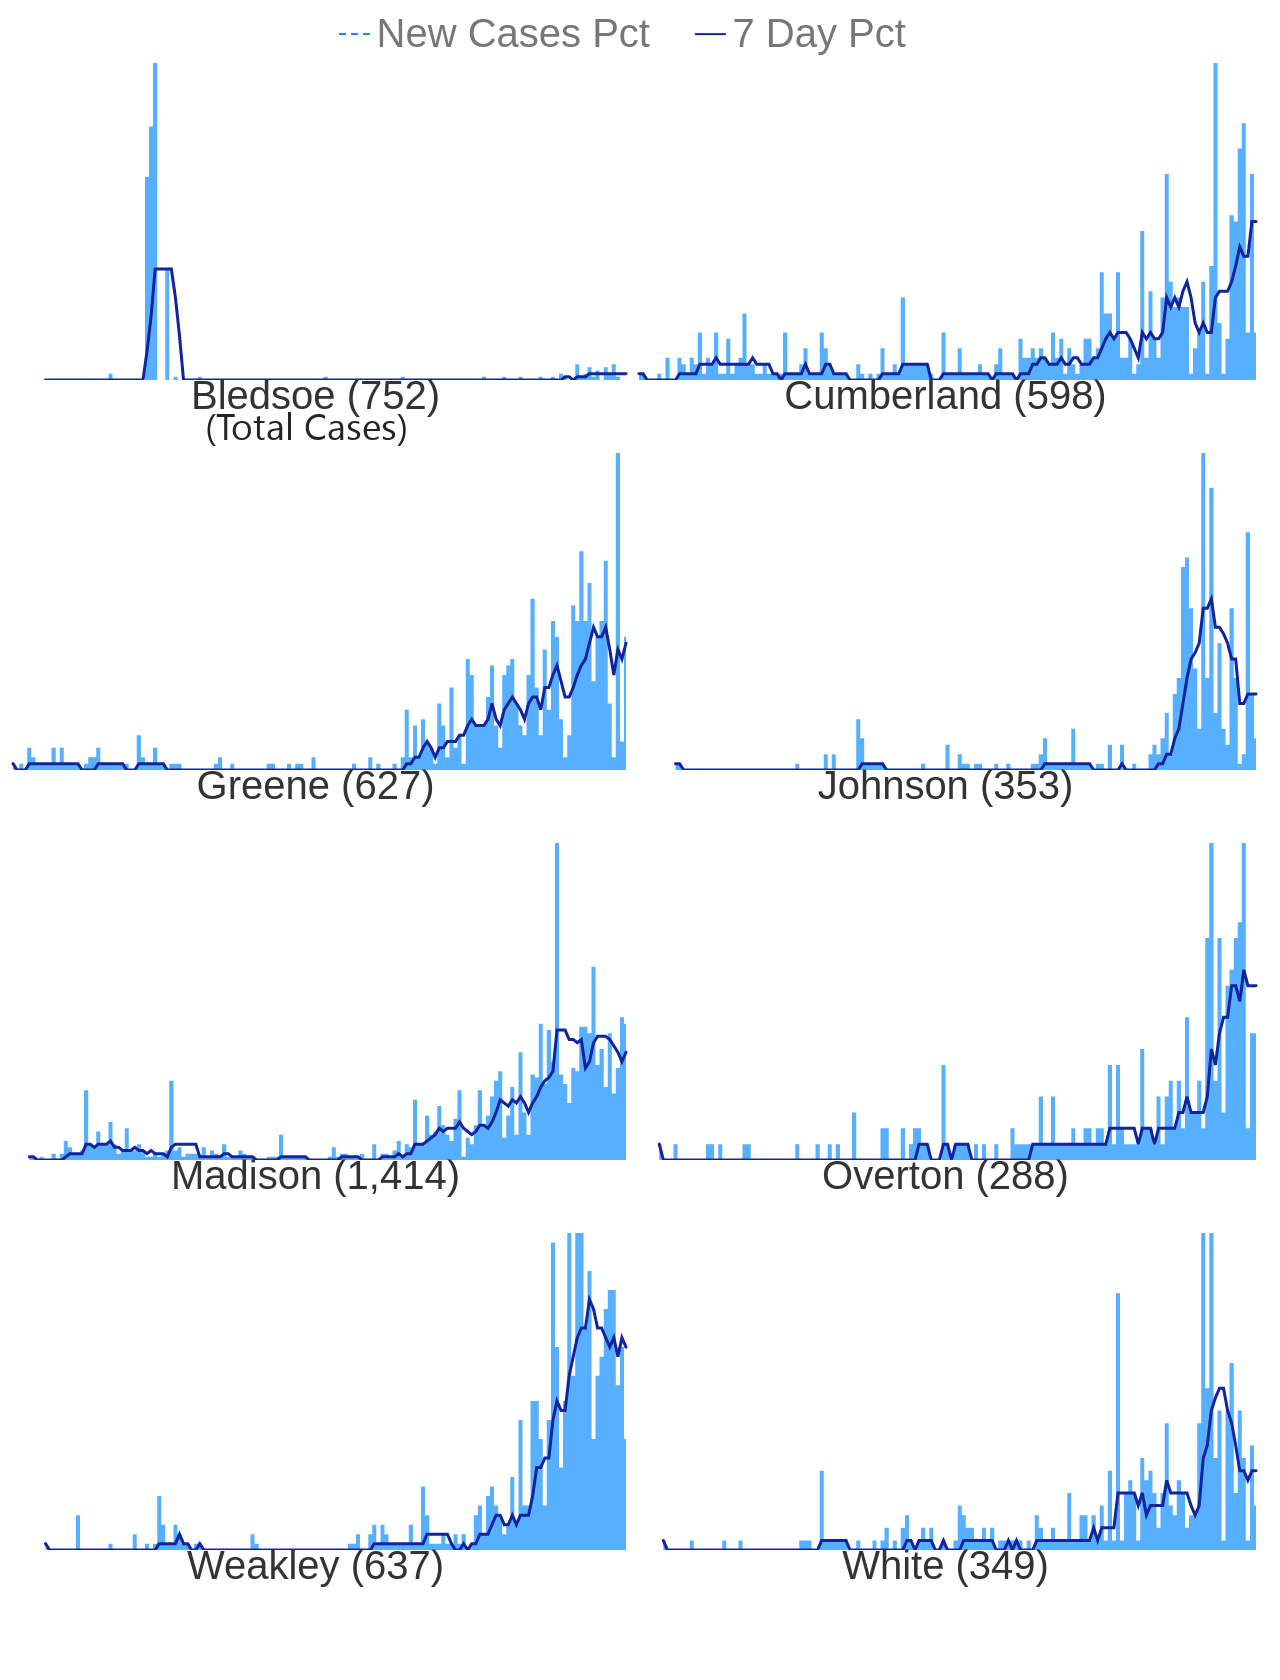 New Cases Pct 7 Day Pct
Bledsoe (752) Cumberland (598)
(Total Cases)
Greene (627) Johnson (353)
Madison (1,414) Overton (288)
Weakley (637) White (349)